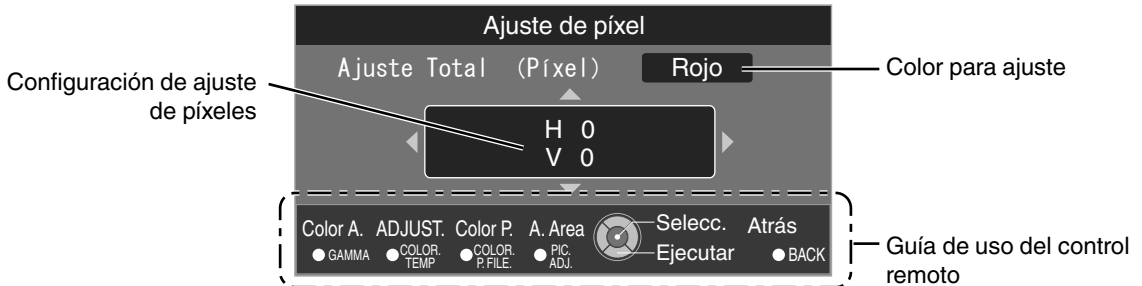 Ajuste de píxel
Ajuste Total (Píxel) Rojo
Color para ajuste
Configuración de ajuste
de píxeles
H 0
V 0
Color A. ADJUST. Color P. A. Area Selecc. Atrás
GAMMA COLOR. TEMP COLOR. P. FILE. PIC. ADJ. Ejecutar BACK
Guía de uso del control
remoto